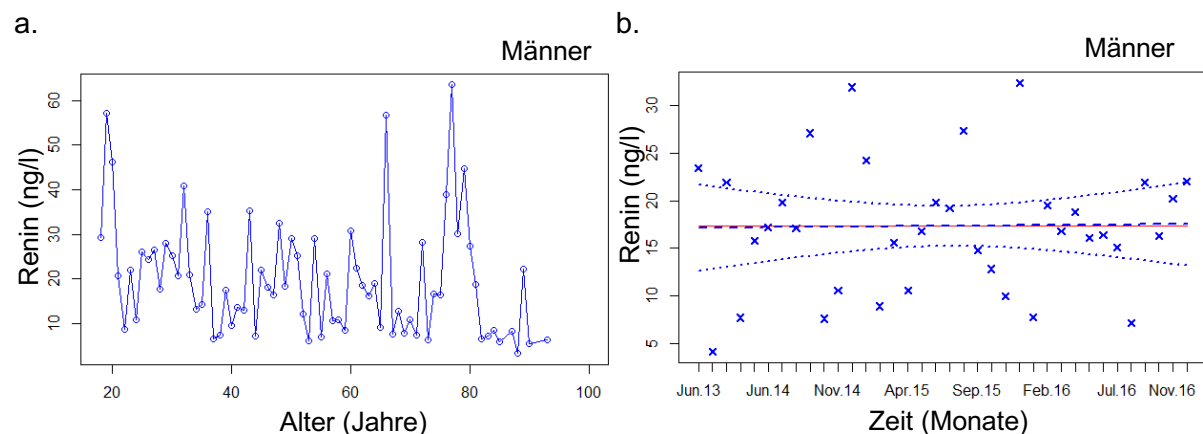 a.
Männer
Renin (ng/l)
60
50
40
30
20
10
20 40 60 80 100
Alter (Jahre)
b.
Männer
Renin (ng/l)
30
25
20
15
10
5
Jun.13 Jun.14 Nov.14 Apr.15 Sep.15 Feb.16 Jul.16 Nov.16
Zeit (Monate)